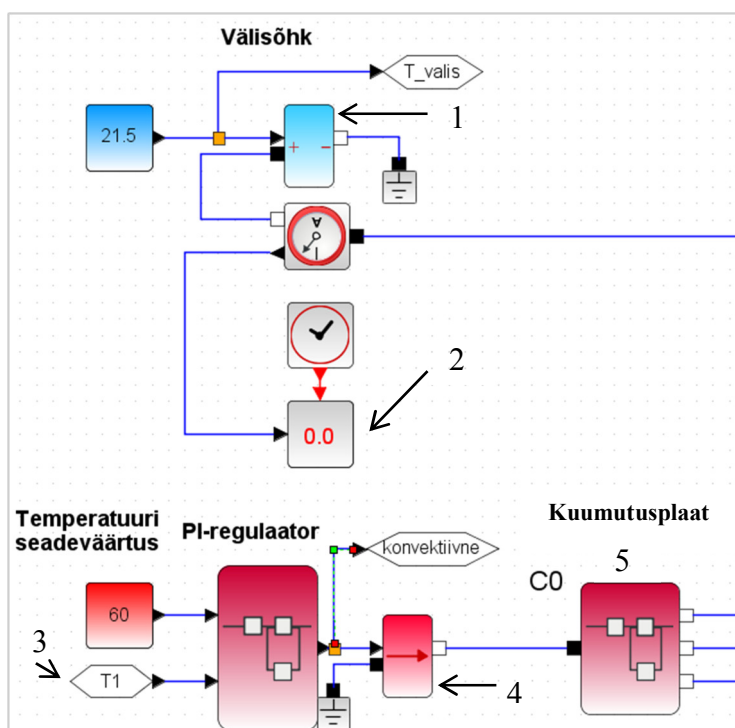 Välisõhk
T_valis
1
21.5
+ −
A
2
0.0
Temperatuuri
seadeväärtus
PI-regulaator
konvektiivne
Kuumutusplaat
C0
5
60
3
T1
4